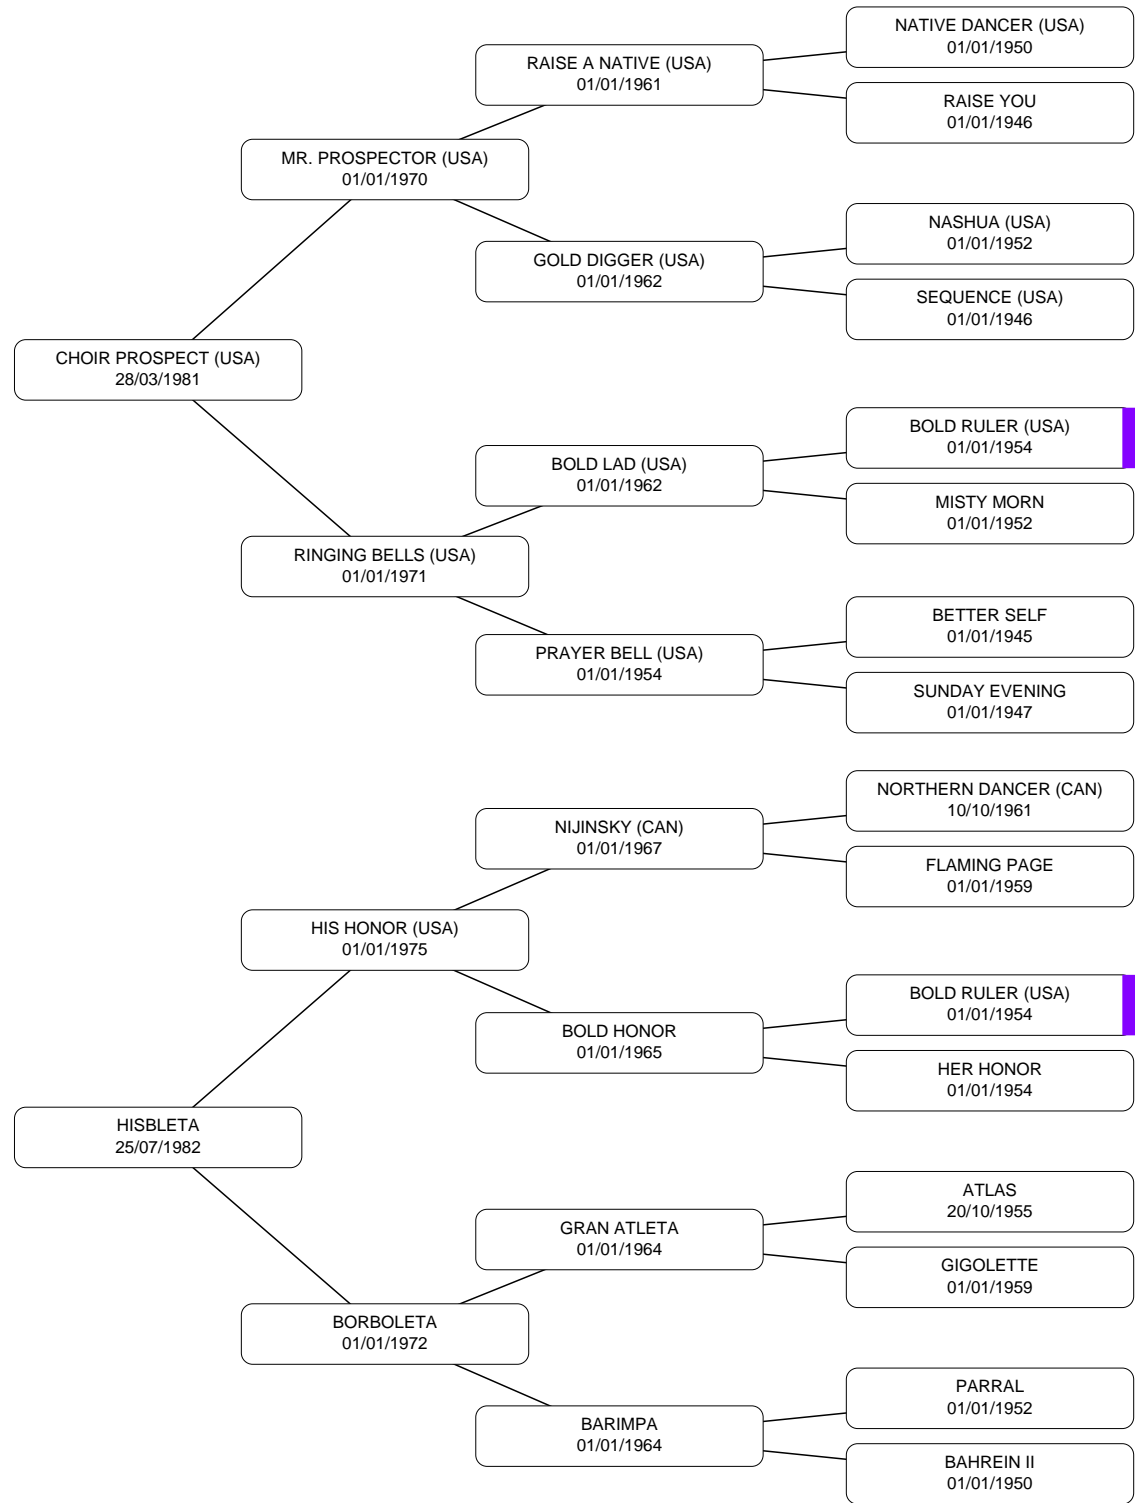 NATIVE DANCER (USA)
01/01/1950
RAISE A NATIVE (USA)
01/01/1961
RAISE YOU
01/01/1946
MR. PROSPECTOR (USA)
01/01/1970
NASHUA (USA)
01/01/1952
GOLD DIGGER (USA)
01/01/1962
SEQUENCE (USA)
01/01/1946
CHOIR PROSPECT (USA)
28/03/1981
BOLD RULER (USA)
01/01/1954
BOLD LAD (USA)
01/01/1962
MISTY MORN
01/01/1952
RINGING BELLS (USA)
01/01/1971
BETTER SELF
01/01/1945
PRAYER BELL (USA)
01/01/1954
SUNDAY EVENING
01/01/1947
NORTHERN DANCER (CAN)
10/10/1961
NIJINSKY (CAN)
01/01/1967
FLAMING PAGE
01/01/1959
HIS HONOR (USA)
01/01/1975
BOLD RULER (USA)
01/01/1954
BOLD HONOR
01/01/1965
HER HONOR
01/01/1954
HISBLETA
25/07/1982
ATLAS
20/10/1955
GRAN ATLETA
01/01/1964
GIGOLETTE
01/01/1959
BORBOLETA
01/01/1972
PARRAL
01/01/1952
BARIMPA
01/01/1964
BAHREIN II
01/01/1950